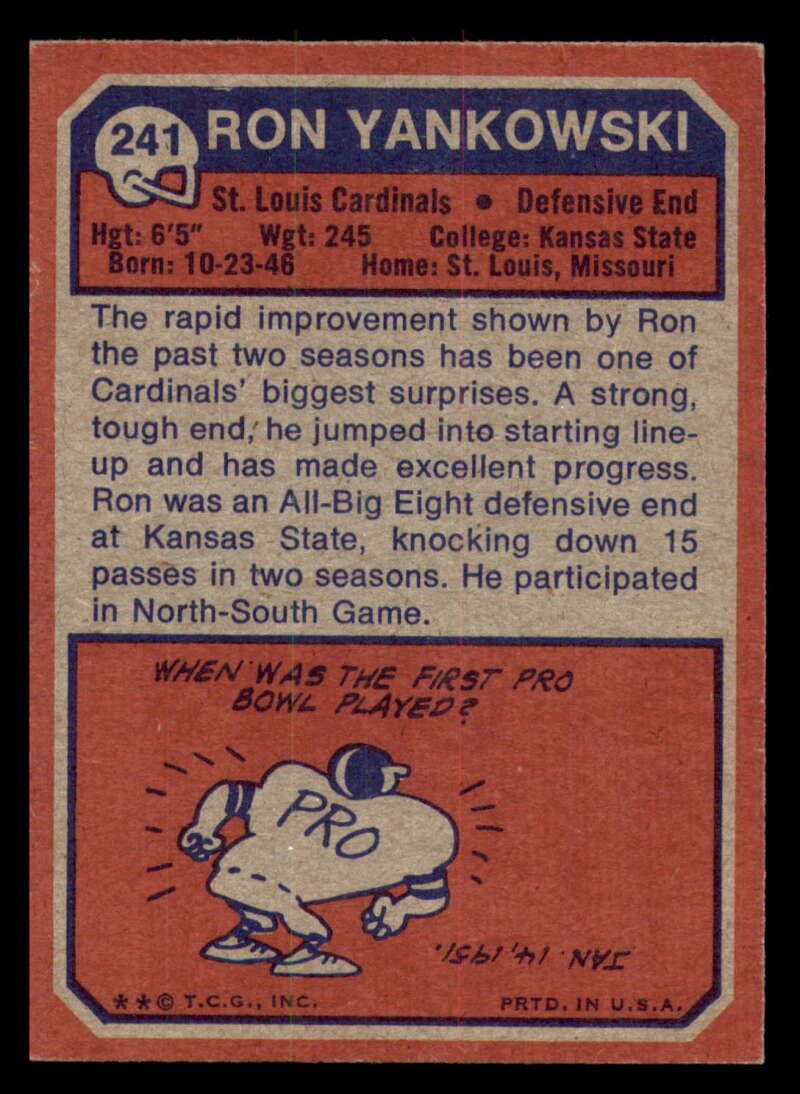 241 RON YANKOWSKI
St. Louis Cardinals • Defensive End
Hgt: 6'5" Wgt: 245 College: Kansas State
Born: 10-23-46 Home: St. Louis, Missouri
The rapid improvement shown by Ron
the past two seasons has been one of
Cardinals' biggest surprises. A strong,
tough end, he jumped into starting line-
up and has made excellent progress.
Ron was an All-Big Eight defensive end
at Kansas State, knocking down 15
passes in two seasons. He participated
in North-South Game.
WHEN WAS THE FIRST PRO
BOWL PLAYED?
PRO
JAN. 14, 1951.
**© T.C.G., INC. PRTD. IN U.S.A.